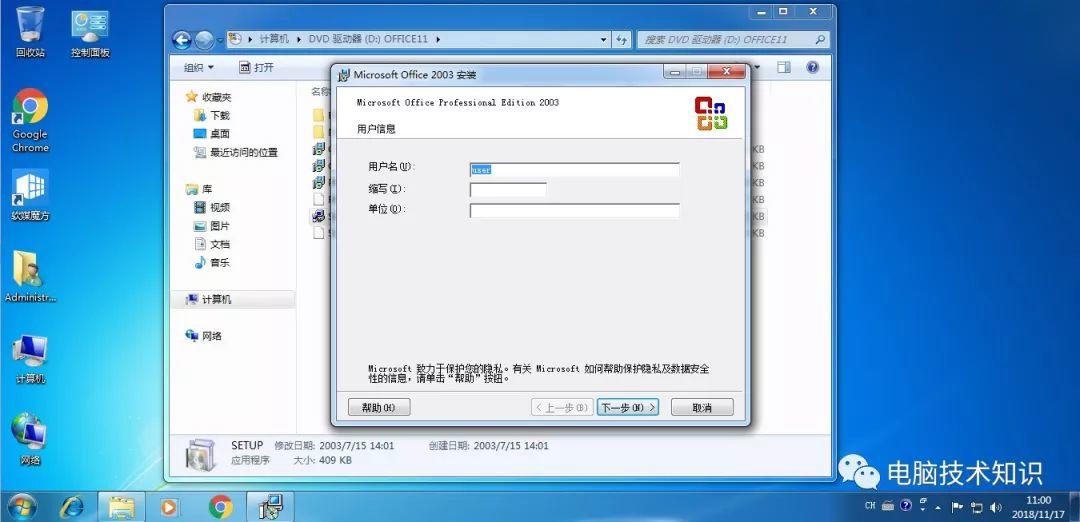 回收站
控制面板
Google
Chrome
软媒魔方
Administr...
计算机
网络
计算机 ▸ DVD 驱动器 (D:) OFFICE11 ▸
搜索 DVD 驱动器 (D:) OFFICE11
组织 ▼
打开
收藏夹
下载
桌面
最近访问的位置
库
视频
图片
文档
音乐
计算机
网络
名称
KB
KB
KB
KB
KB
KB
Microsoft Office 2003 安装
Microsoft Office Professional Edition 2003
用户信息
用户名(U):
user
缩写(I):
单位(O):
Microsoft 致力于保护您的隐私。有关 Microsoft 如何帮助保护隐私及数据安全
性的信息，请单击“帮助”按钮。
帮助(H)
< 上一步(B)
下一步(N) >
取消
SETUP 修改日期: 2003/7/15 14:01 创建日期: 2003/7/15 14:01
应用程序 大小: 409 KB
电脑技术知识
CH
11:00
2018/11/17